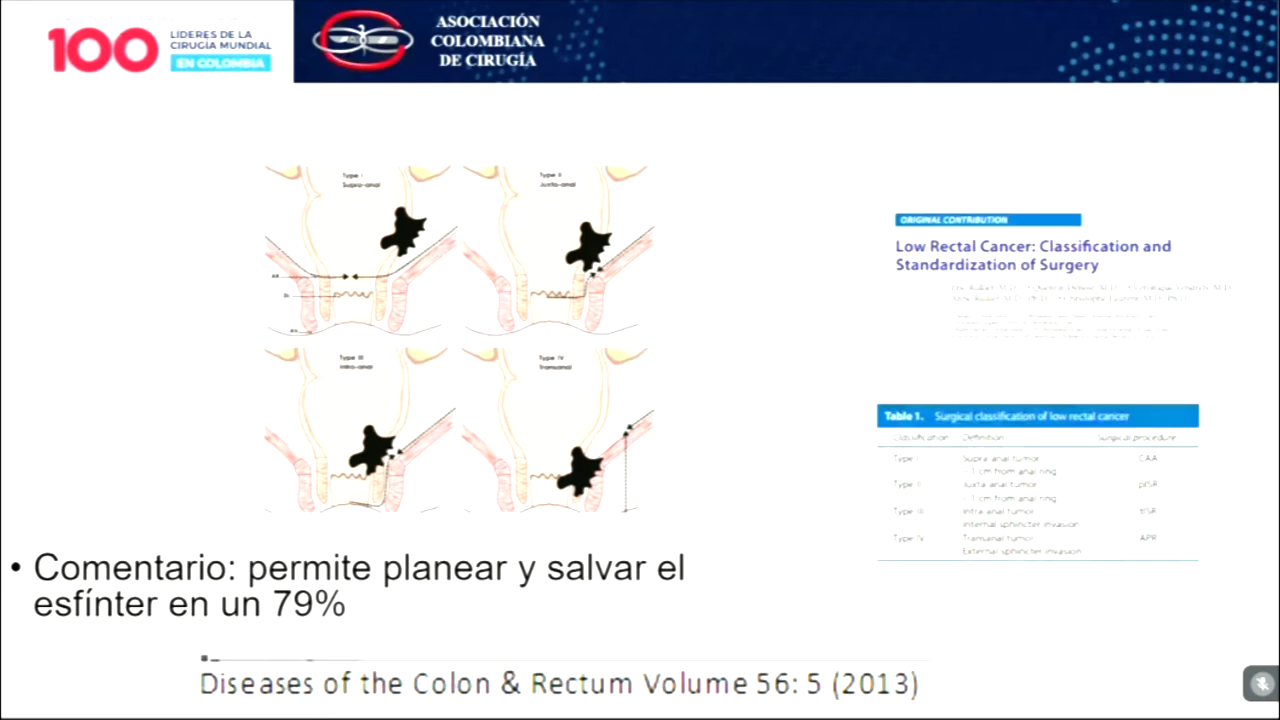 100
LÍDERES DE LA
CIRUGÍA MUNDIAL
EN COLOMBIA
ASOCIACIÓN
COLOMBIANA
DE CIRUGÍA
Type I
Supra-anal
Type II
Juxta-anal
Type III
Intra-anal
Type IV
Transanal
ORIGINAL CONTRIBUTION
Low Rectal Cancer: Classification and
Standardization of Surgery
Table 1. Surgical classification of low rectal cancer
Classification Definition Surgical procedure
Type I Supra anal tumor CAA
1 cm from anal ring
Type II Juxta anal tumor pISR
1 cm from anal ring
Type III Intra anal tumor tISR
Internal sphincter invasion
Type IV Transanal tumor APR
External sphincter invasion
• Comentario: permite planear y salvar el
esfínter en un 79%
Diseases of the Colon & Rectum Volume 56: 5 (2013)